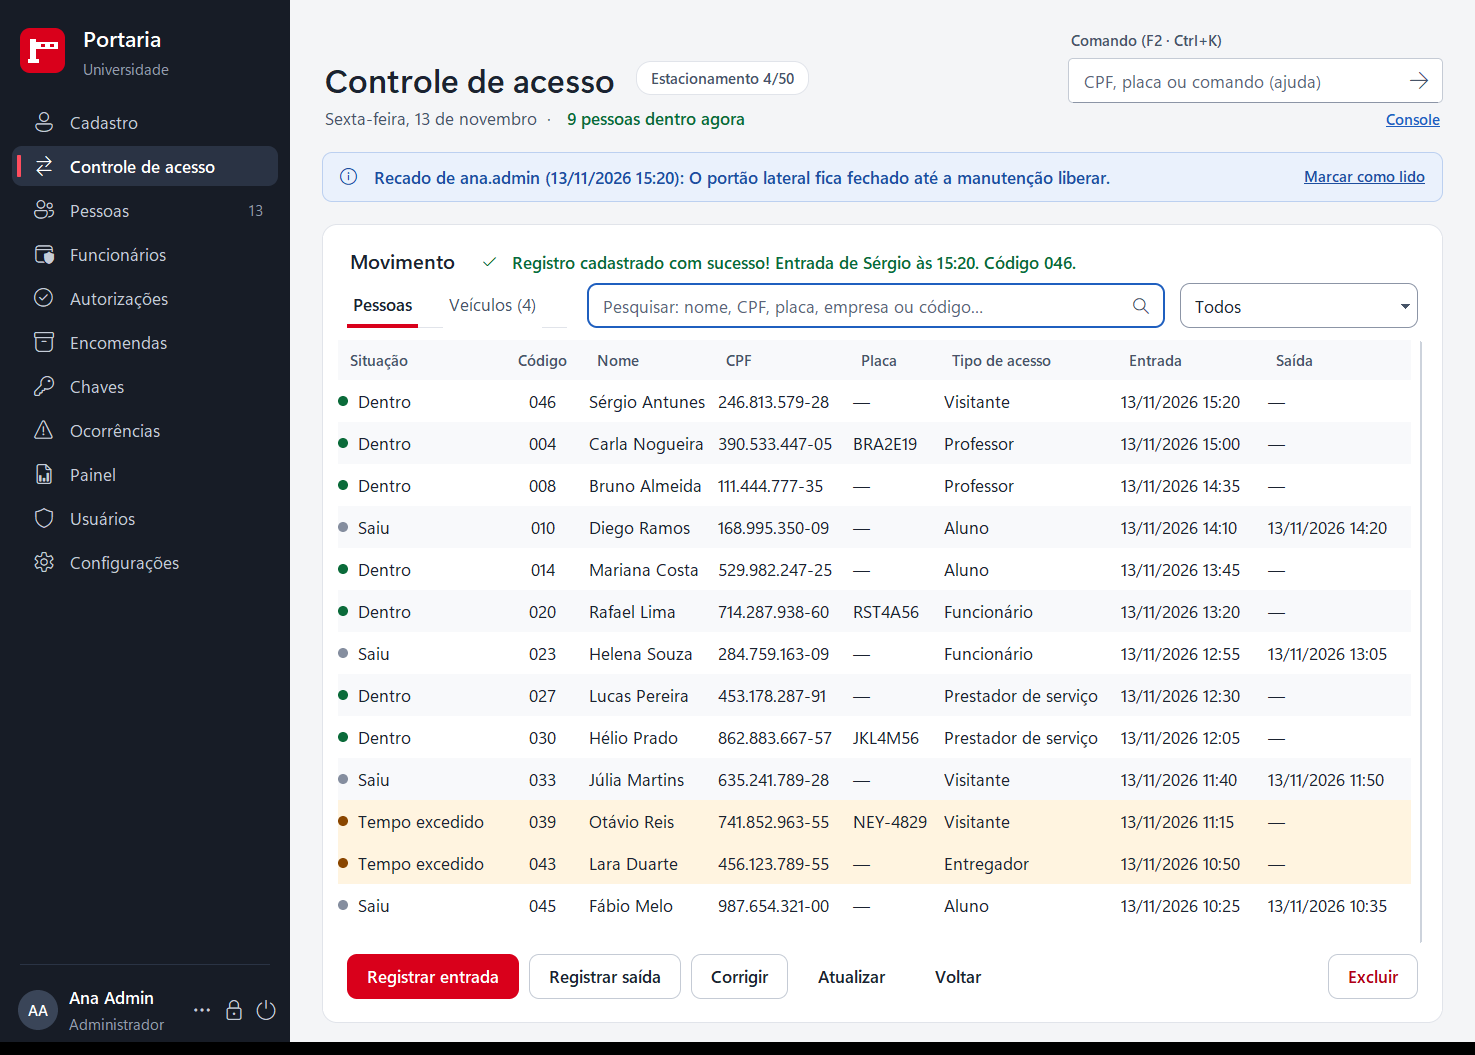 Portaria
Universidade
Cadastro
Controle de acesso
Pessoas 13
Funcionários
Autorizações
Encomendas
Chaves
Ocorrências
Painel
Usuários
Configurações
AA
Ana Admin
Administrador
Controle de acesso
Estacionamento 4/50
Sexta-feira, 13 de novembro · 9 pessoas dentro agora
Comando (F2 · Ctrl+K)
CPF, placa ou comando (ajuda)
Console
Recado de ana.admin (13/11/2026 15:20): O portão lateral fica fechado até a manutenção liberar.
Marcar como lido
Movimento
Registro cadastrado com sucesso! Entrada de Sérgio às 15:20. Código 046.
Pessoas
Veículos (4)
Pesquisar: nome, CPF, placa, empresa ou código...
Todos
Situação Código Nome CPF Placa Tipo de acesso Entrada Saída
Dentro 046 Sérgio Antunes 246.813.579-28 — Visitante 13/11/2026 15:20 —
Dentro 004 Carla Nogueira 390.533.447-05 BRA2E19 Professor 13/11/2026 15:00 —
Dentro 008 Bruno Almeida 111.444.777-35 — Professor 13/11/2026 14:35 —
Saiu 010 Diego Ramos 168.995.350-09 — Aluno 13/11/2026 14:10 13/11/2026 14:20
Dentro 014 Mariana Costa 529.982.247-25 — Aluno 13/11/2026 13:45 —
Dentro 020 Rafael Lima 714.287.938-60 RST4A56 Funcionário 13/11/2026 13:20 —
Saiu 023 Helena Souza 284.759.163-09 — Funcionário 13/11/2026 12:55 13/11/2026 13:05
Dentro 027 Lucas Pereira 453.178.287-91 — Prestador de serviço 13/11/2026 12:30 —
Dentro 030 Hélio Prado 862.883.667-57 JKL4M56 Prestador de serviço 13/11/2026 12:05 —
Saiu 033 Júlia Martins 635.241.789-28 — Visitante 13/11/2026 11:40 13/11/2026 11:50
Tempo excedido 039 Otávio Reis 741.852.963-55 NEY-4829 Visitante 13/11/2026 11:15 —
Tempo excedido 043 Lara Duarte 456.123.789-55 — Entregador 13/11/2026 10:50 —
Saiu 045 Fábio Melo 987.654.321-00 — Aluno 13/11/2026 10:25 13/11/2026 10:35
Registrar entrada
Registrar saída
Corrigir
Atualizar
Voltar
Excluir